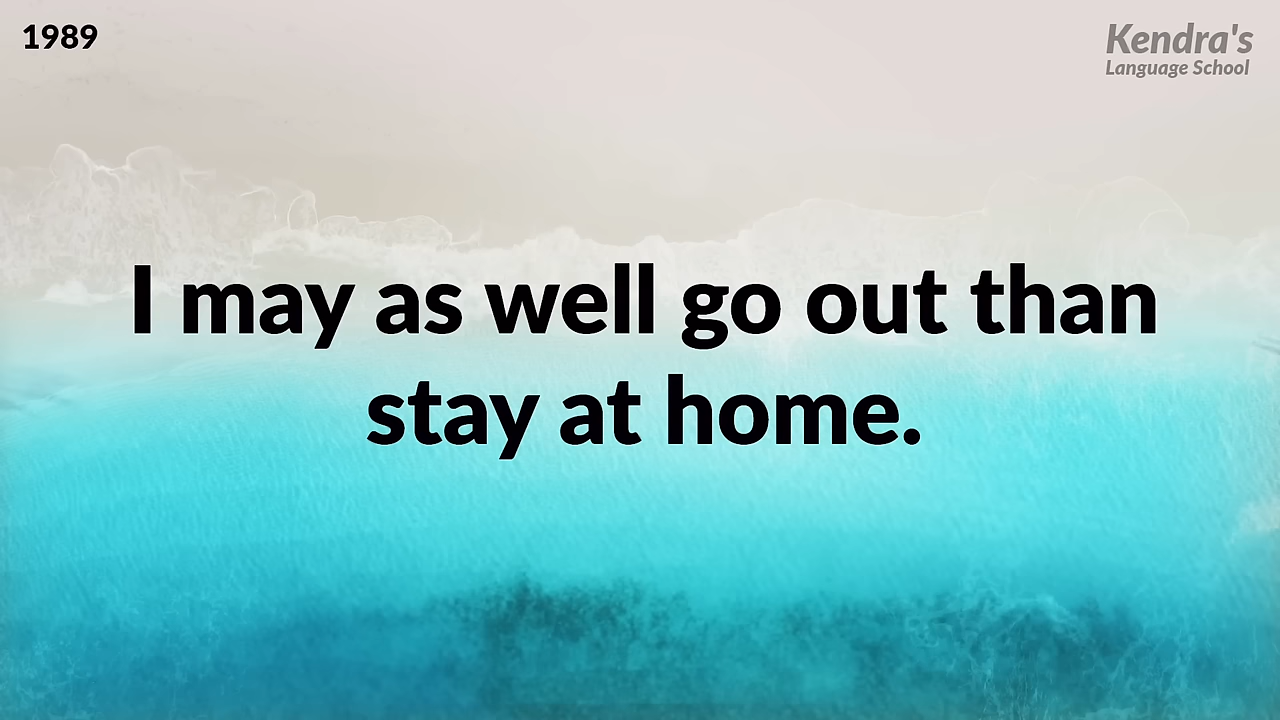 1989
Kendra's
Language School
I may as well go out than
stay at home.